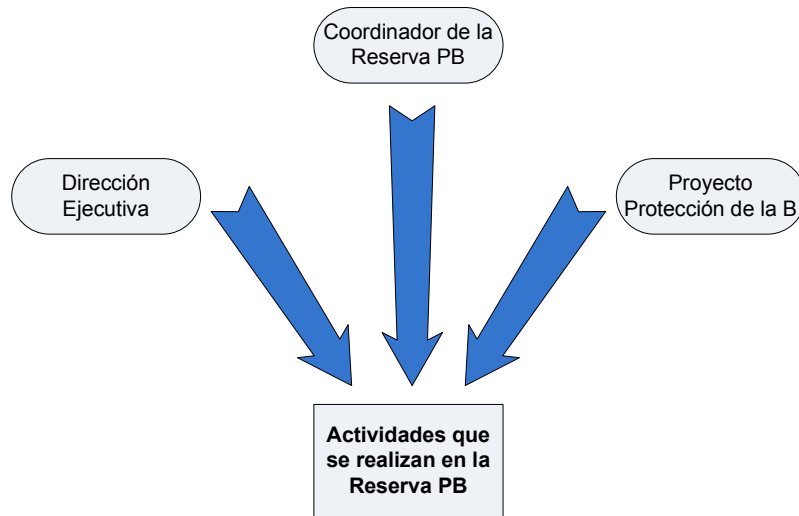 Coordinador de la
Reserva PB
Dirección
Ejecutiva
Proyecto
Protección de la B
Actividades que
se realizan en la
Reserva PB